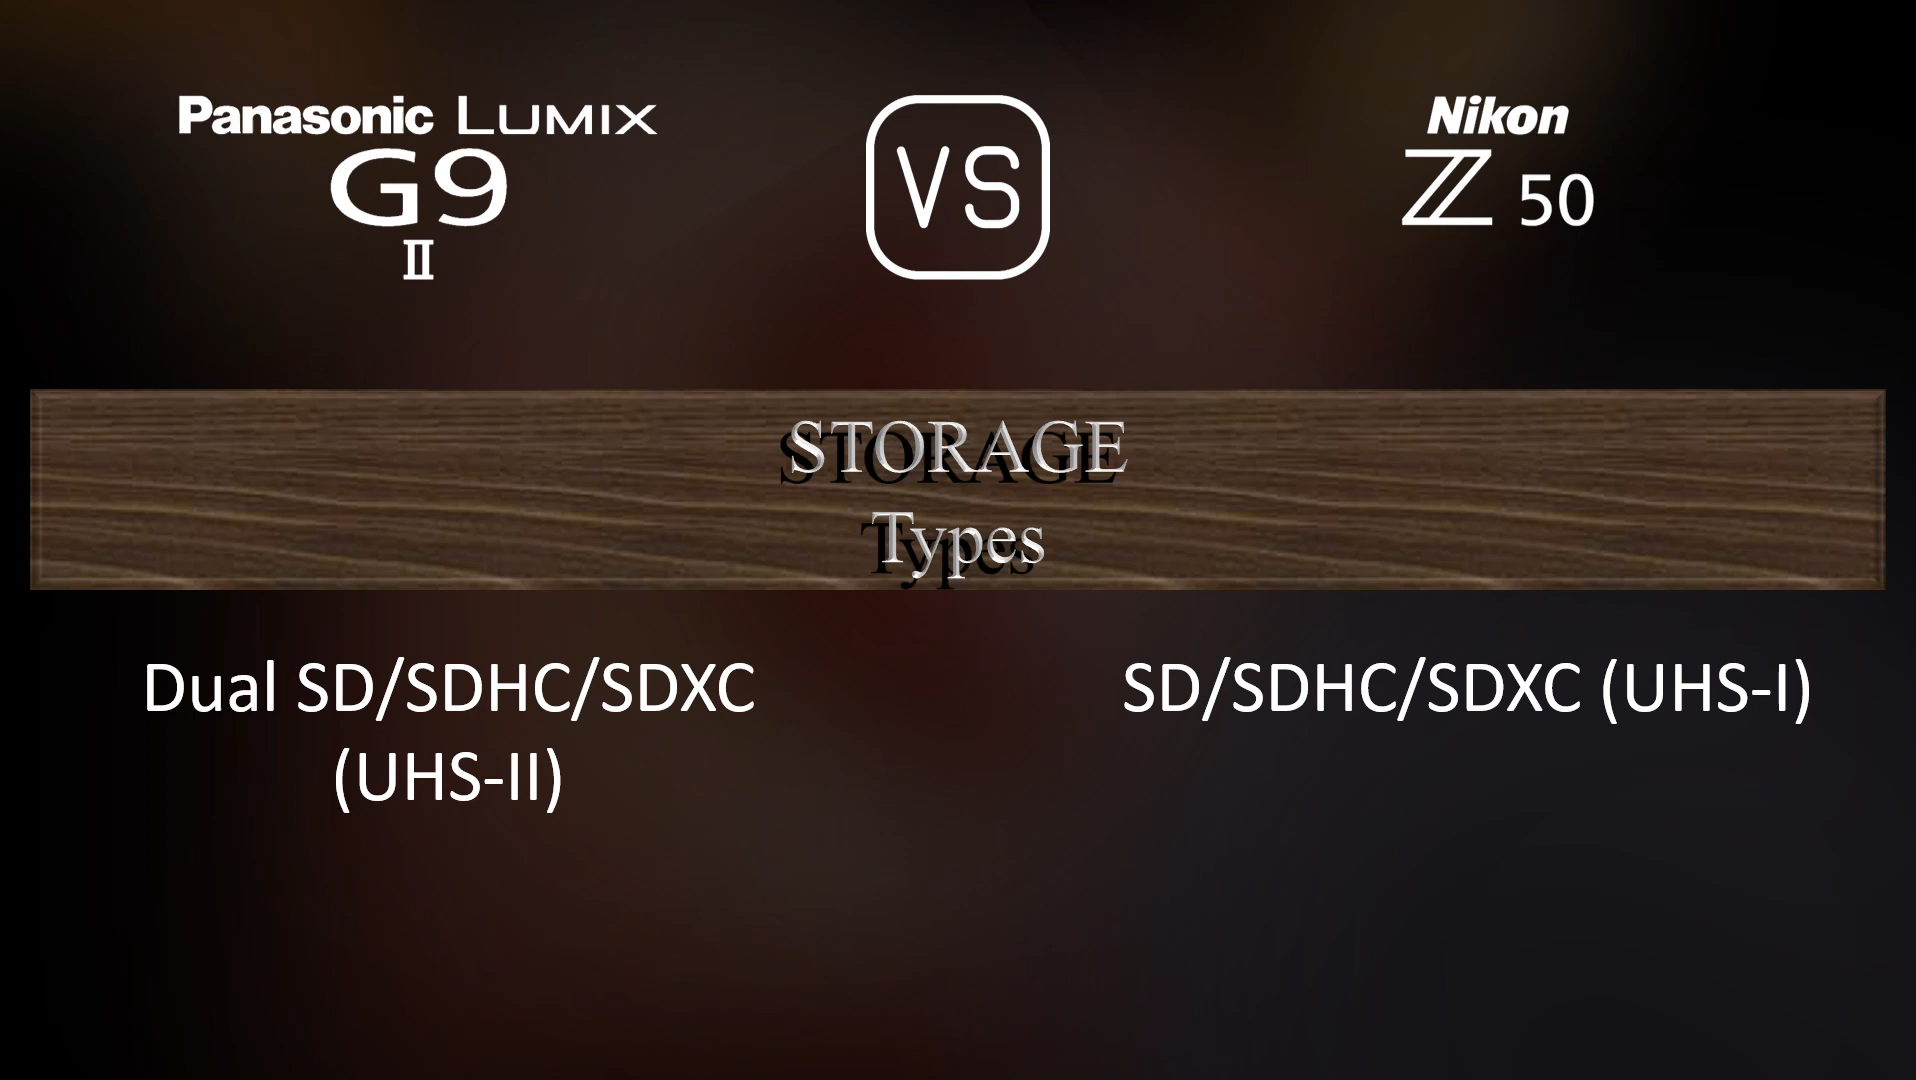 Panasonic LUMIX
G9
II
VS
Nikon
Z 50
STORAGE
Types
Dual SD/SDHC/SDXC
(UHS-II)
SD/SDHC/SDXC (UHS-I)